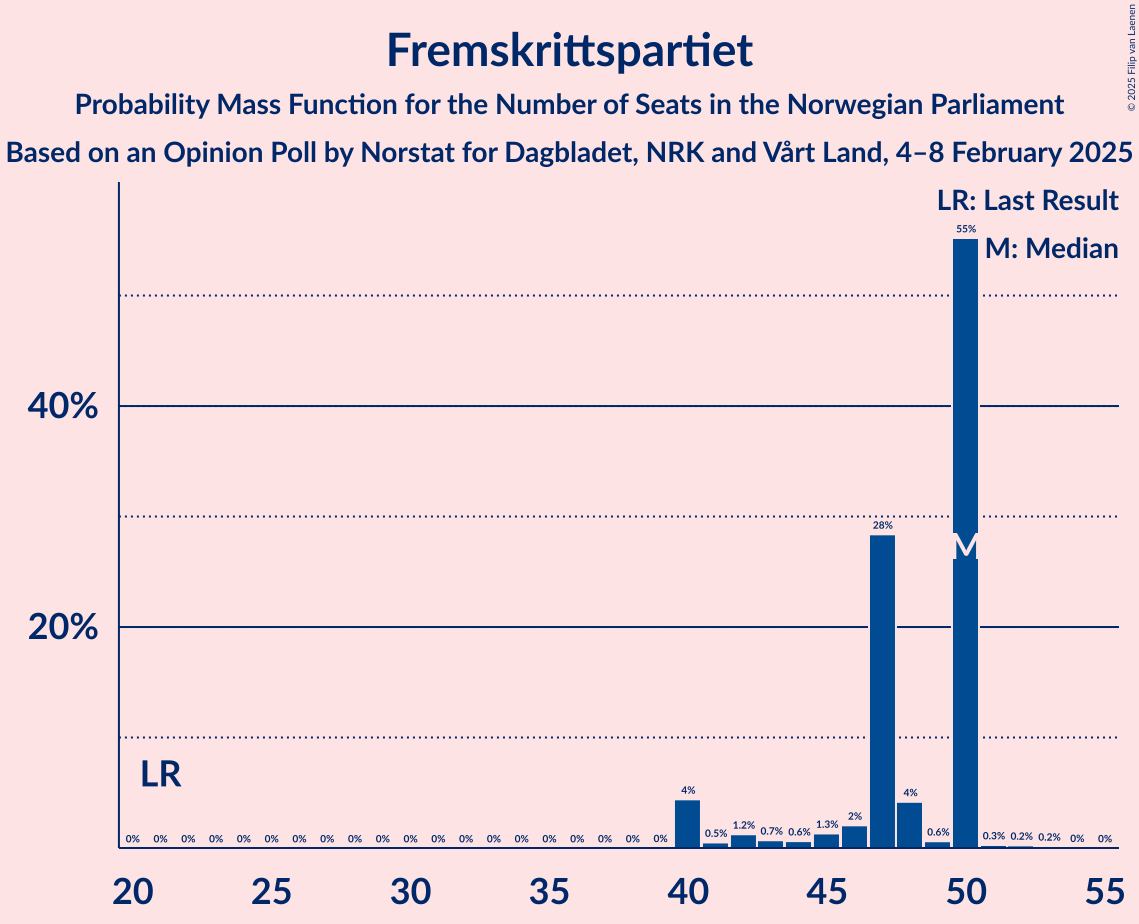 Fremskrittspartiet
Probability Mass Function for the Number of Seats in the Norwegian Parliament
Based on an Opinion Poll by Norstat for Dagbladet, NRK and Vårt Land, 4–8 February 2025
© 2025 Filip van Laenen
LR: Last Result
M: Median
40%
20%
LR
0% 0% 0% 0% 0% 0% 0% 0% 0% 0% 0% 0% 0% 0% 0% 0% 0% 0% 0% 0% 4% 0.5% 1.2% 0.7% 0.6% 1.3% 2% 28% 4% 0.6% 55% 0.3% 0.2% 0.2% 0% 0%
M
20 25 30 35 40 45 50 55